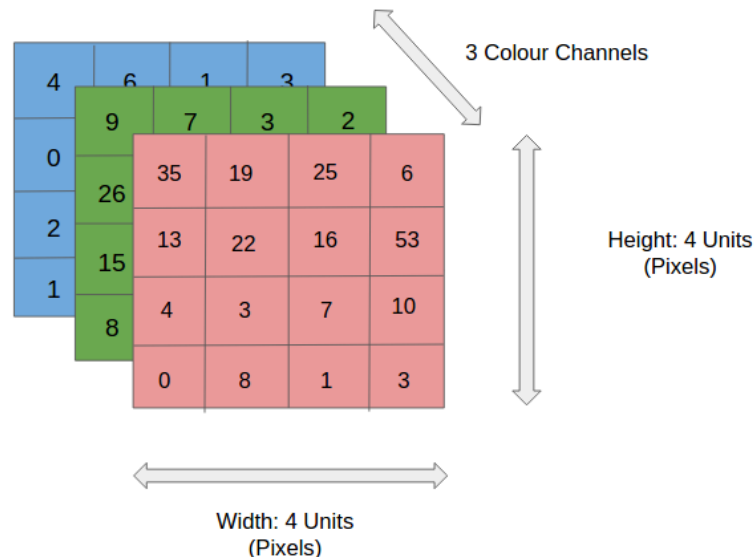 3 Colour Channels
4 6 1 3
9 7 3 2
0
35 19 25 6
26
Height: 4 Units
(Pixels)
13 22 16 53
2
15
4 3 7 10
1
8
0 8 1 3
Width: 4 Units
(Pixels)